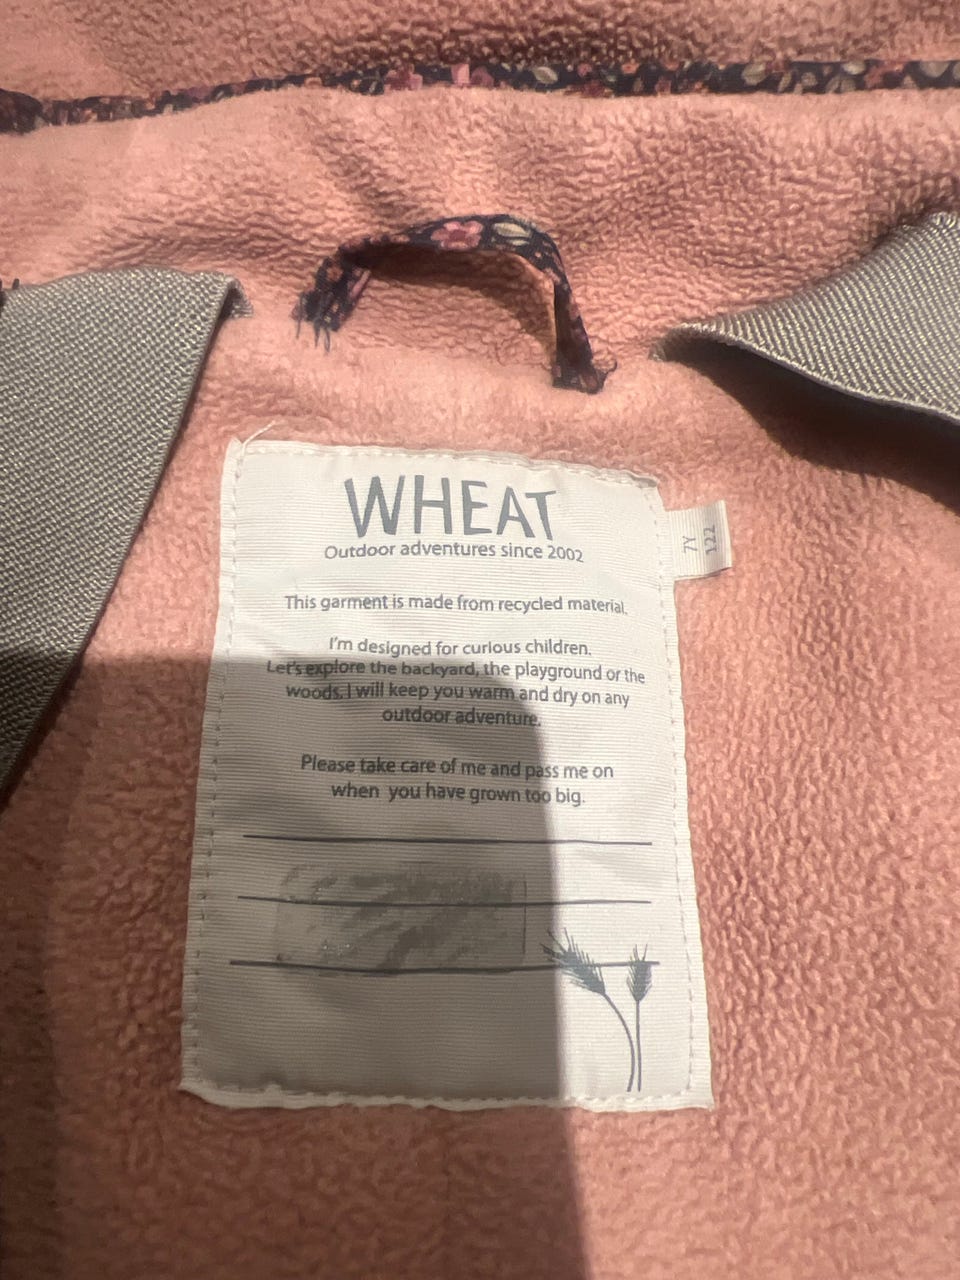 WHEAT
Outdoor adventures since 2002
7Y
122
This garment is made from recycled material.
I'm designed for curious children.
Let's explore the backyard, the playground or the
woods. I will keep you warm and dry on any
outdoor adventure.
Please take care of me and pass me on
when you have grown too big.